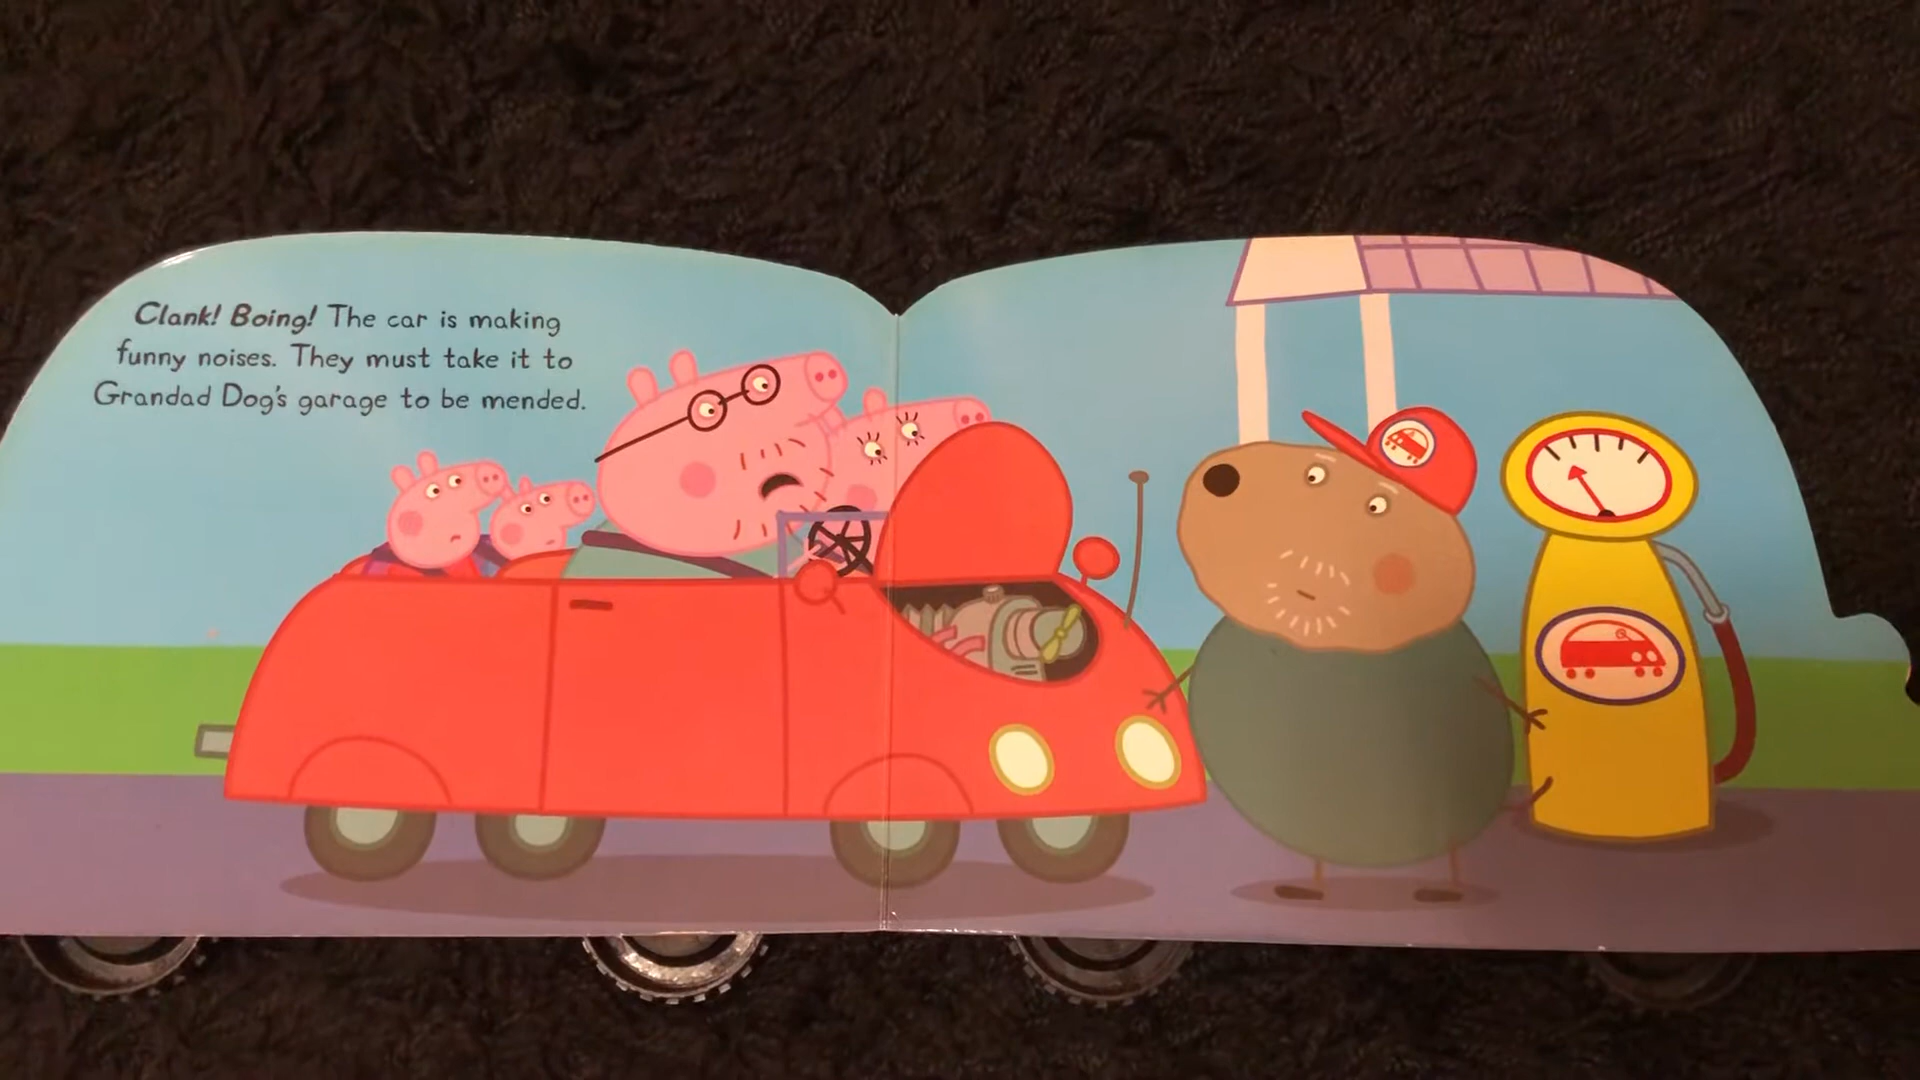 Clank! Boing! The car is making
funny noises. They must take it to
Grandad Dog's garage to be mended.